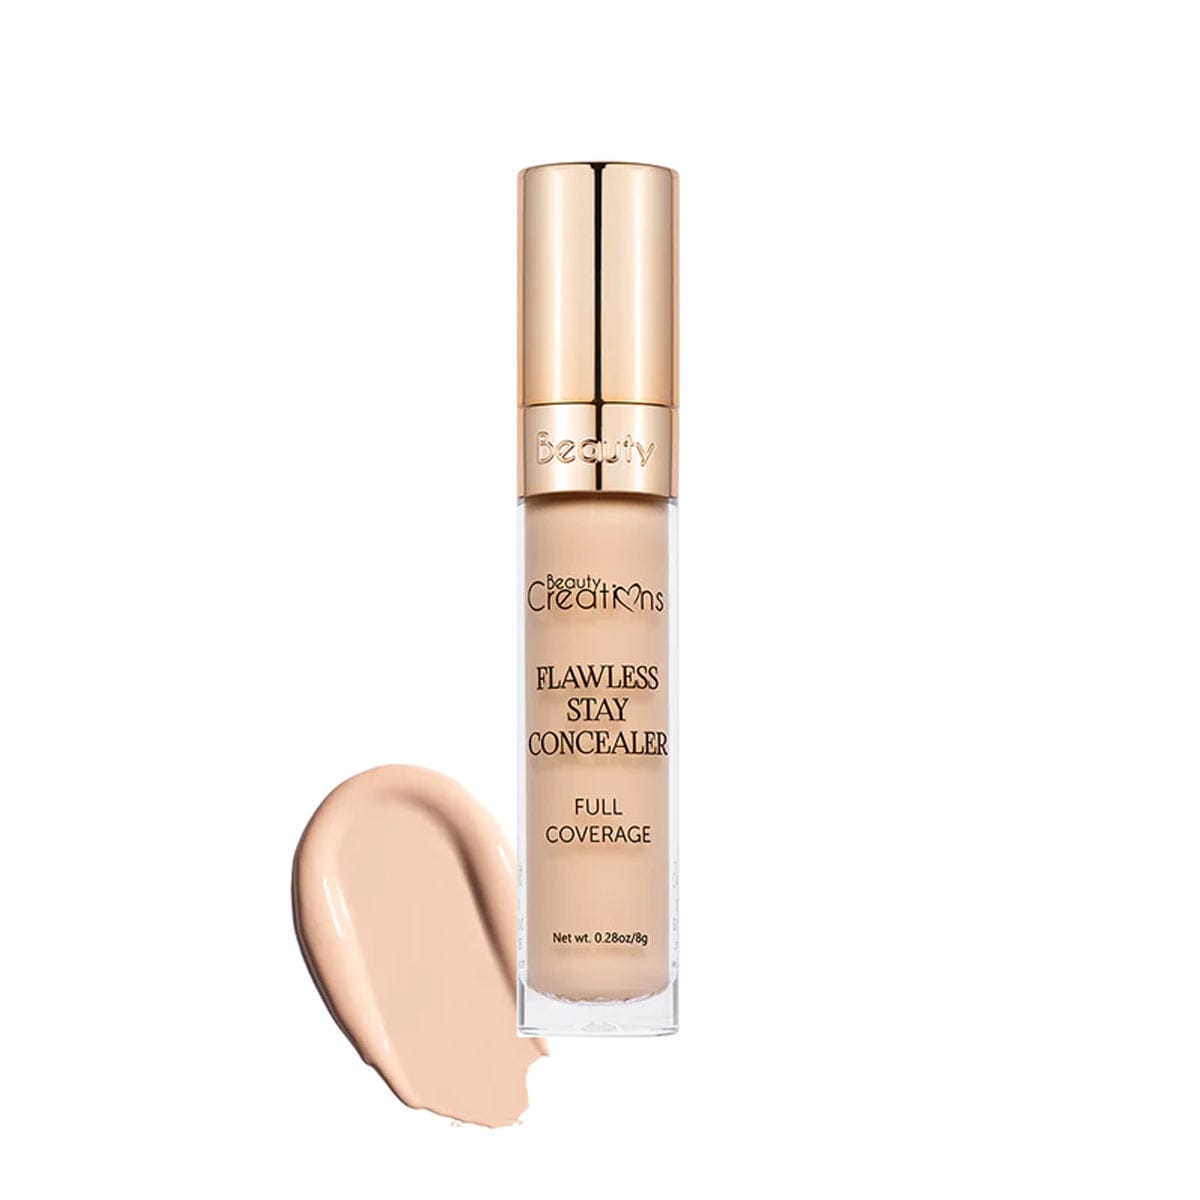 Beauty
Beauty
Creations
FLAWLESS
STAY
CONCEALER
FULL
COVERAGE
Net wt. 0.28oz/8g